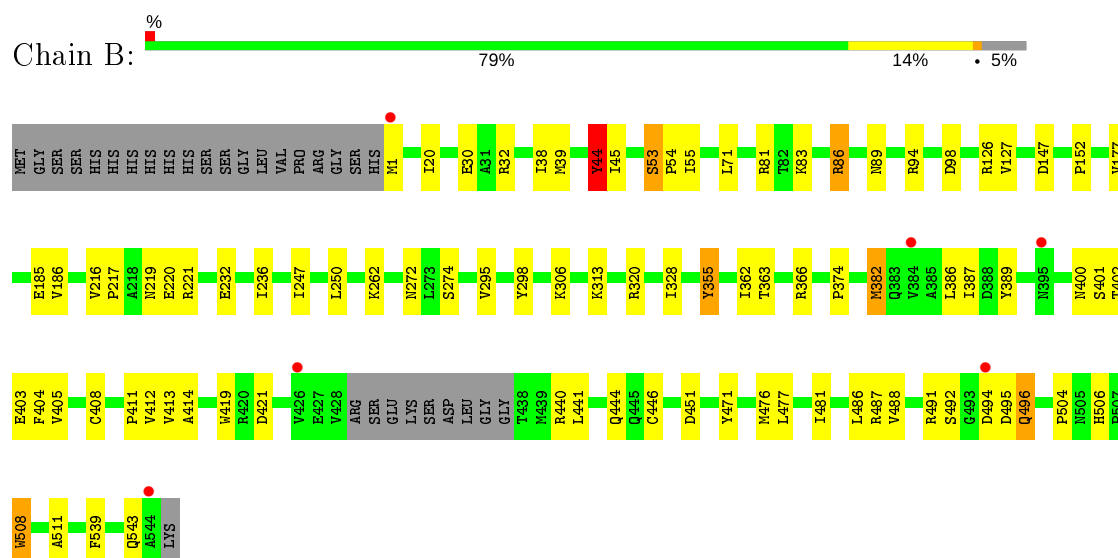 %
Chain B:
79% 14% • 5%
MET GLY SER SER HIS HIS HIS HIS HIS HIS SER SER GLY LEU VAL PRO ARG GLY SER HIS M1 I20 E30 A31 R32 I38 M39 Y44 I45 S53 P54 I55 L71 R81 T82 K83 R86 N89 R94 D98 R126 V127 D147 P152 V177
E185 V186 V216 P217 A218 N219 E220 R221 E232 I236 I247 L250 K262 N272 L273 S274 V295 Y298 K306 K313 R320 I328 Y355 I362 T363 R366 P374 M382 Q383 V384 A385 L386 I387 D388 Y389 N395 N400 S401 T402
E403 F404 V405 C408 P411 V412 V413 A414 W419 R420 D421 V426 E427 V428 ARG SER GLU LYS SER ASP LEU GLY GLY T438 M439 R440 L441 Q444 Q445 C446 D451 Y471 M476 L477 I481 L486 R487 V488 R491 S492 G493 D494 D495 Q496 P504 N505 H506
W508 A511 F539 Q543 A544 LYS